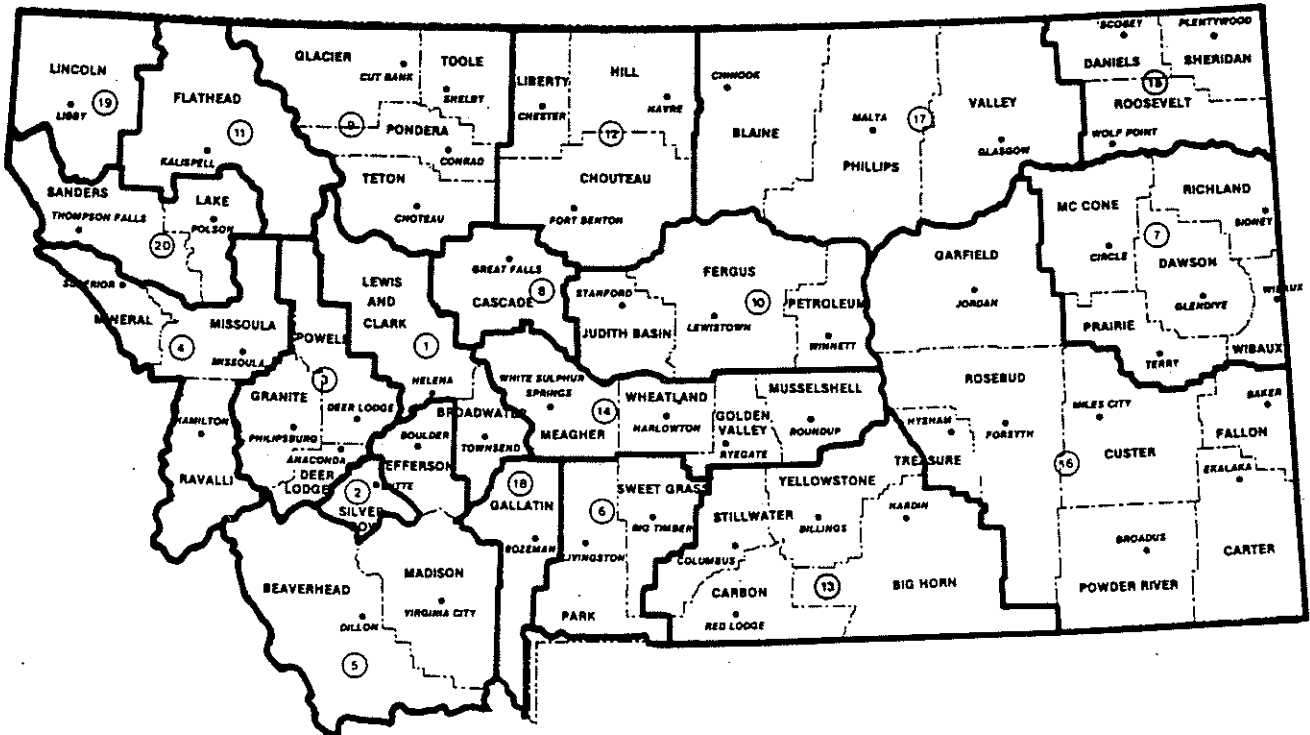 SCOBEY
PLENTYWOOD
DANIELS
SHERIDAN
15
ROOSEVELT
WOLF POINT
LINCOLN
LIBBY
19
FLATHEAD
11
KALISPELL
GLACIER
CUT BANK
TOOLE
SHELBY
9
PONDERA
CONRAD
TETON
CHOTEAU
LIBERTY
CHESTER
HILL
HAVRE
12
CHOUTEAU
FORT BENTON
CHINOOK
BLAINE
MALTA
PHILLIPS
17
VALLEY
GLASGOW
MC CONE
CIRCLE
RICHLAND
SIDNEY
7
DAWSON
GLENDIVE
WIBAUX
PRAIRIE
TERRY
WIBAUX
SANDERS
THOMPSON FALLS
LAKE
POLSON
20
SUPERIOR
MINERAL
4
MISSOULA
MISSOULA
POWELL
LEWIS
AND
CLARK
1
HELENA
GREAT FALLS
8
CASCADE
STANFORD
JUDITH BASIN
FERGUS
10
LEWISTOWN
PETROLEUM
WINNETT
GARFIELD
JORDAN
3
GRANITE
DEER LODGE
PHILIPSBURG
ANACONDA
DEER
LODGE
HAMILTON
RAVALLI
BOULDER
JEFFERSON
BROADWATER
TOWNSEND
2
BUTTE
SILVER
BOW
WHITE SULPHUR
SPRINGS
14
MEAGHER
WHEATLAND
HARLOWTON
GOLDEN
VALLEY
RYEGATE
MUSSELSHELL
ROUNDUP
ROSEBUD
HYSHAM
FORSYTH
TREASURE
MILES CITY
16
CUSTER
BAKER
FALLON
EKALAKA
18
GALLATIN
BOZEMAN
6
LIVINGSTON
PARK
SWEET GRASS
BIG TIMBER
STILLWATER
COLUMBUS
YELLOWSTONE
BILLINGS
HARDIN
CARBON
RED LODGE
13
BIG HORN
BROADUS
POWDER RIVER
CARTER
BEAVERHEAD
DILLON
5
MADISON
VIRGINIA CITY